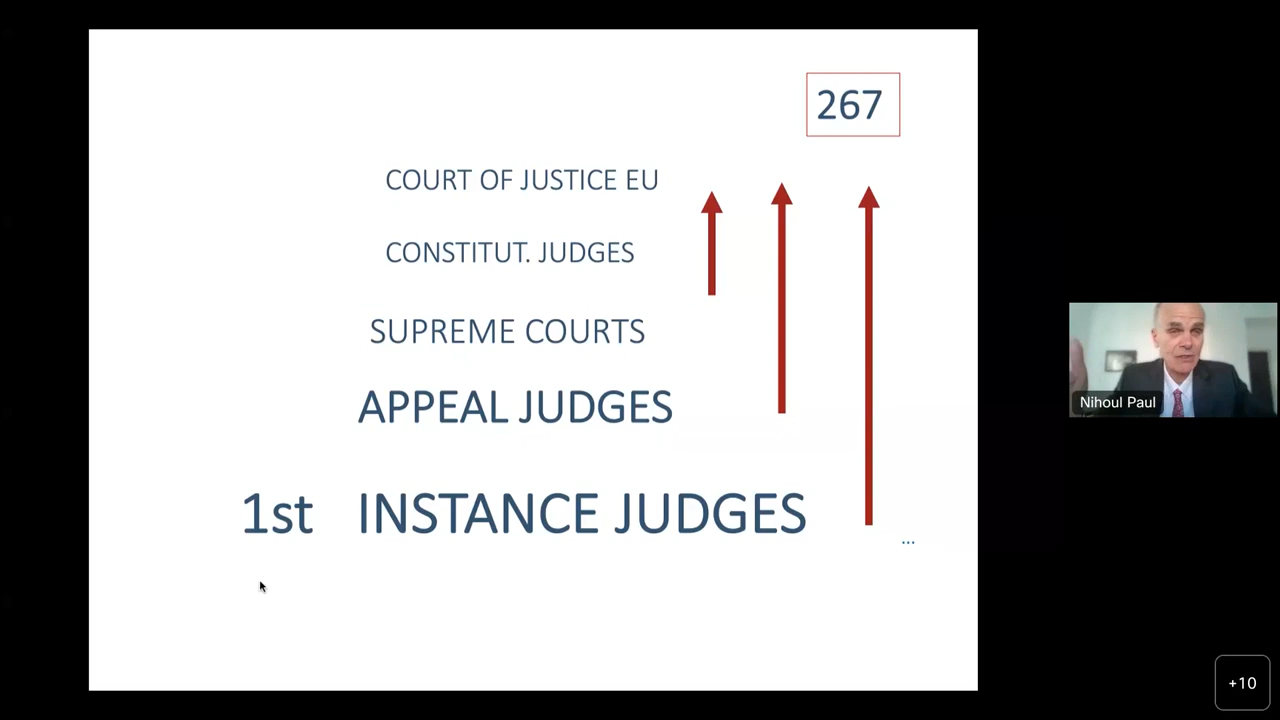 267
COURT OF JUSTICE EU
CONSTITUT. JUDGES
SUPREME COURTS
APPEAL JUDGES
1st INSTANCE JUDGES
...
Nihoul Paul
+10